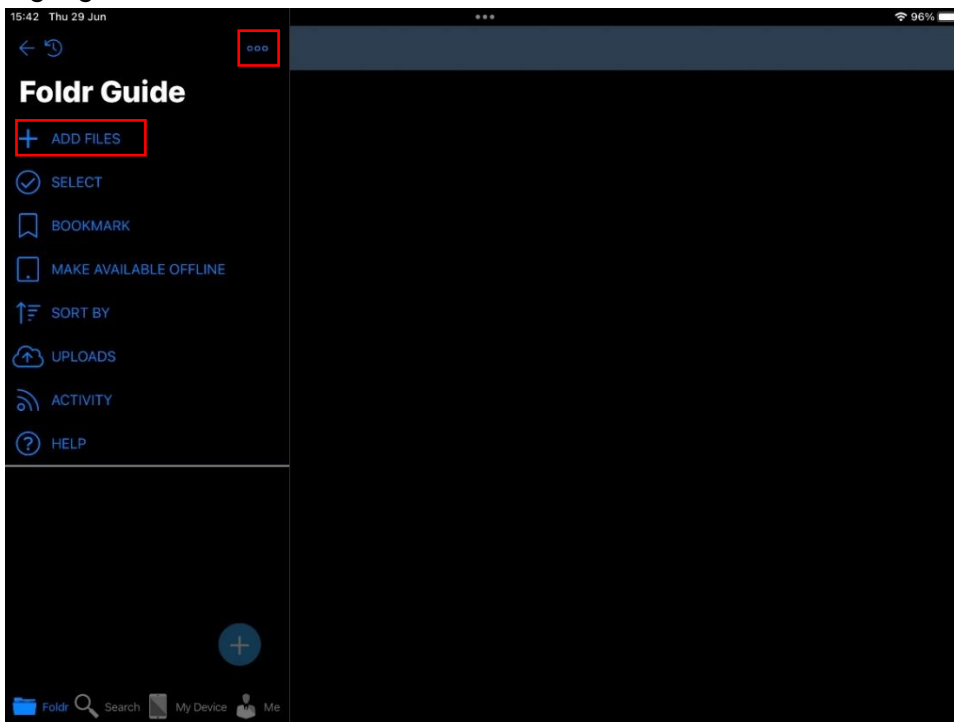 15:42 Thu 29 Jun
96%
Foldr Guide
ADD FILES
SELECT
BOOKMARK
MAKE AVAILABLE OFFLINE
SORT BY
UPLOADS
ACTIVITY
HELP
Foldr Search My Device Me